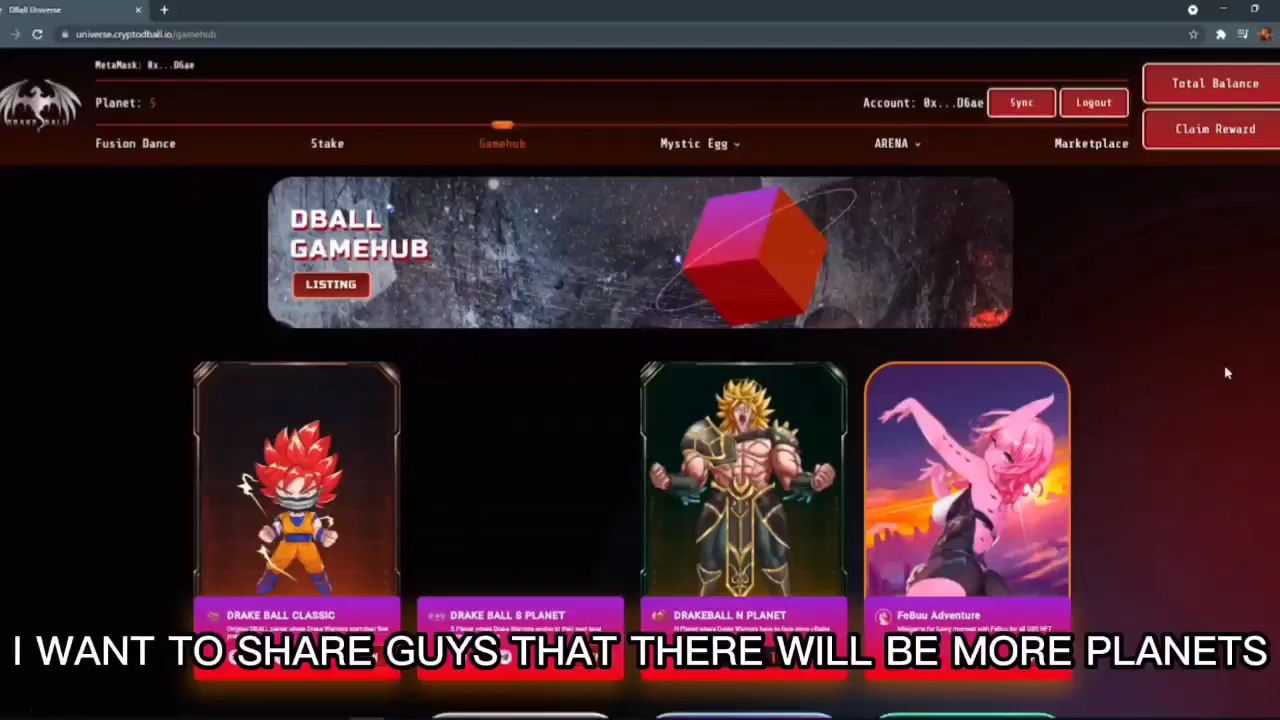 DBall Universe
universe.cryptodball.io/gamehub
MetaMask: 0x...D6ae
Total Balance
Planet: 5
Account: 0x...D6ae
Sync
Logout
DRAKE BALL
Claim Reward
Fusion Dance
Stake
Gamehub
Mystic Egg
ARENA
Marketplace
DBALL
GAMEHUB
LISTING
DRAKE BALL CLASSIC
DRAKE BALL S PLANET
DRAKEBALL N PLANET
FeBuu Adventure
I WANT TO SHARE GUYS THAT THERE WILL BE MORE PLANETS